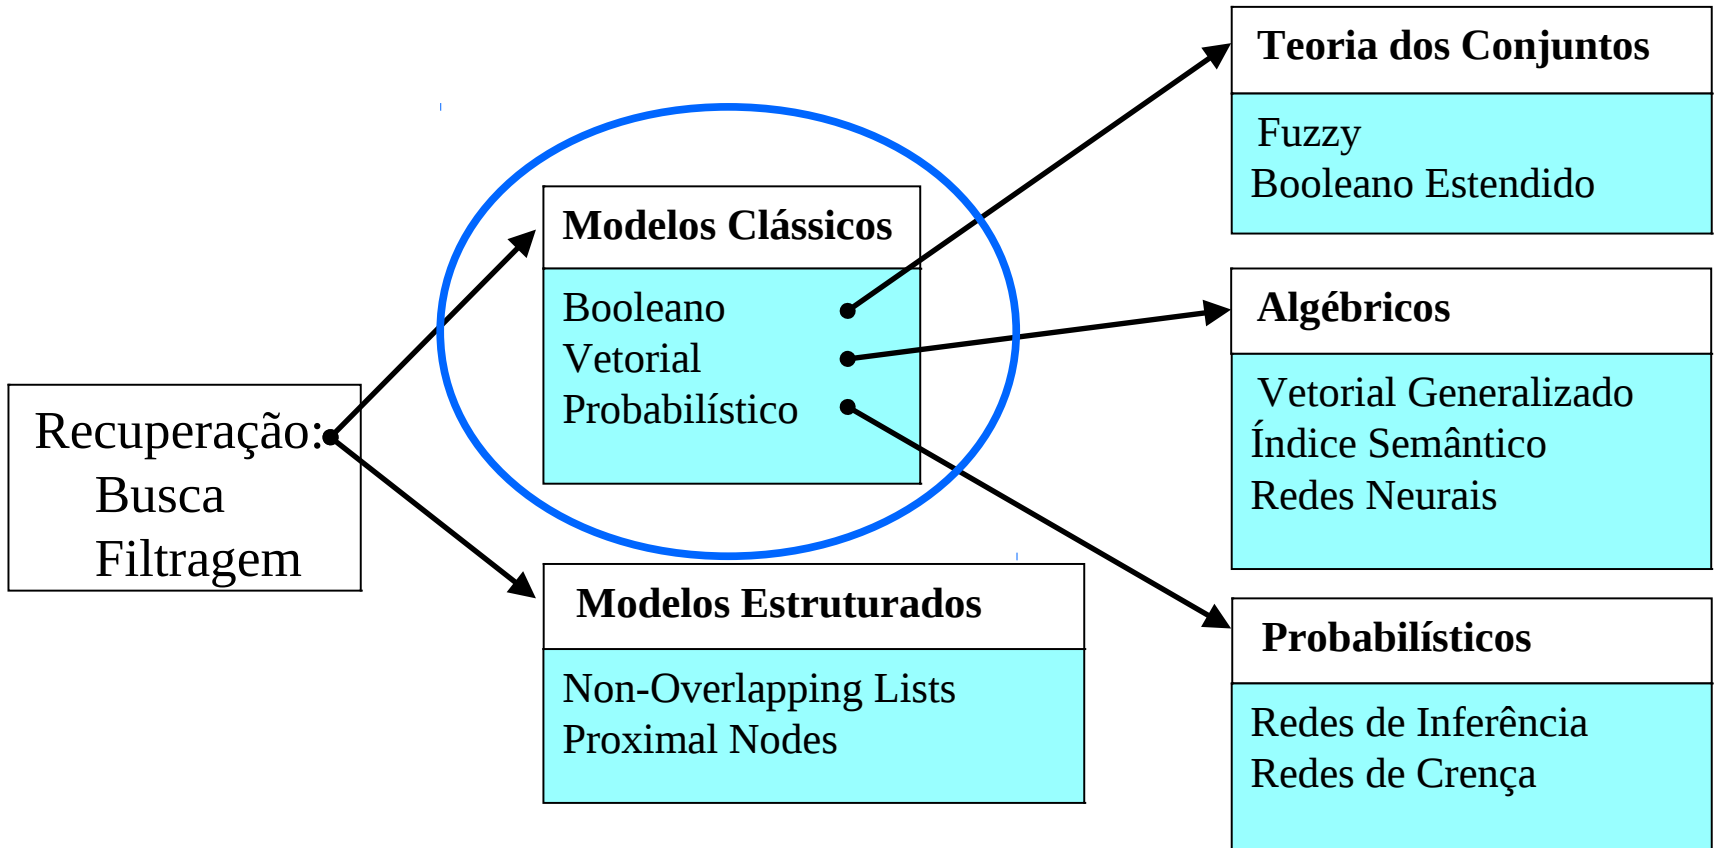 Recuperação:
Busca
Filtragem
Modelos Clássicos
Booleano
Vetorial
Probabilístico
Modelos Estruturados
Non-Overlapping Lists
Proximal Nodes
Teoria dos Conjuntos
Fuzzy
Booleano Estendido
Algébricos
Vetorial Generalizado
Índice Semântico
Redes Neurais
Probabilísticos
Redes de Inferência
Redes de Crença